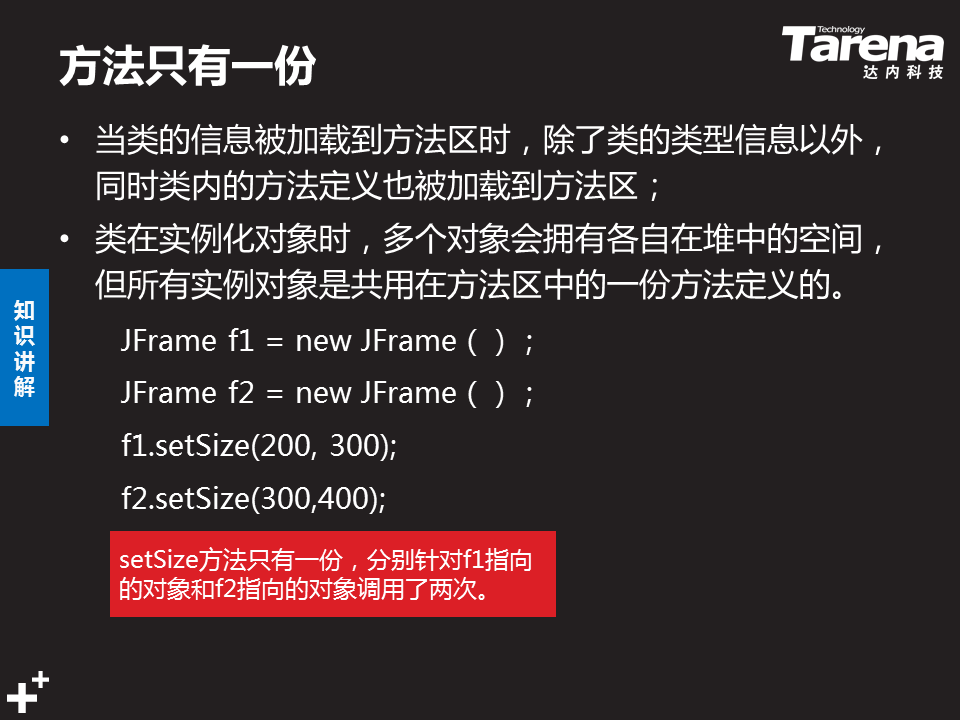 方法只有一份
Technology
Tarena
达内科技
• 当类的信息被加载到方法区时，除了类的类型信息以外，
同时类内的方法定义也被加载到方法区；
• 类在实例化对象时，多个对象会拥有各自在堆中的空间，
但所有实例对象是共用在方法区中的一份方法定义的。
知
识
讲
解
JFrame f1 = new JFrame（ ）;
JFrame f2 = new JFrame（ ）;
f1.setSize(200, 300);
f2.setSize(300,400);
setSize方法只有一份，分别针对f1指向
的对象和f2指向的对象调用了两次。